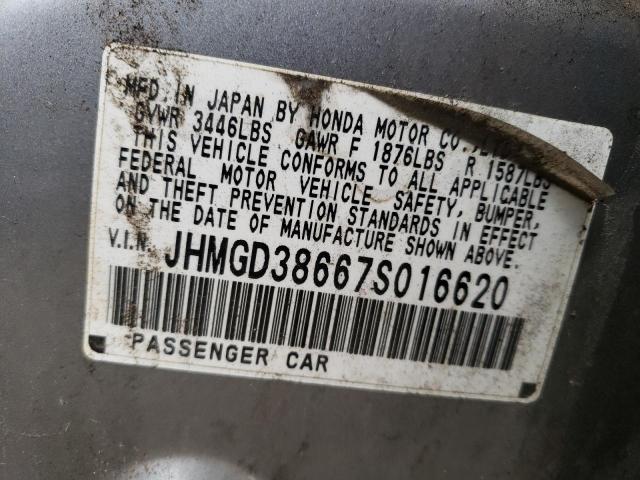 MFD. IN JAPAN BY HONDA MOTOR CO.,LTD.
GVWR 3446LBS GAWR F 1876LBS R 1587LBS
THIS VEHICLE CONFORMS TO ALL APPLICABLE
FEDERAL MOTOR VEHICLE SAFETY, BUMPER,
AND THEFT PREVENTION STANDARDS IN EFFECT
ON THE DATE OF MANUFACTURE SHOWN ABOVE.
V.I.N. JHMGD38667S016620
PASSENGER CAR